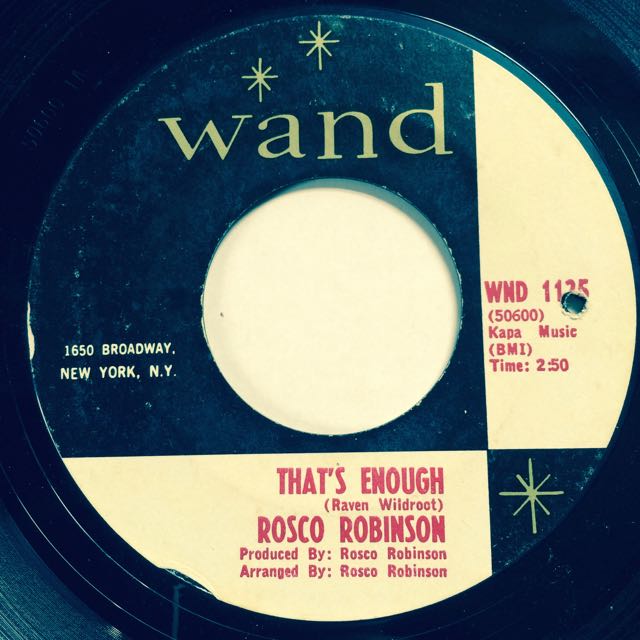 wand
1650 BROADWAY,
NEW YORK, N.Y.
WND 1125
(50600)
Kapa Music
(BMI)
Time: 2:50
THAT'S ENOUGH
(Raven Wildroot)
ROSCO ROBINSON
Produced By: Rosco Robinson
Arranged By: Rosco Robinson